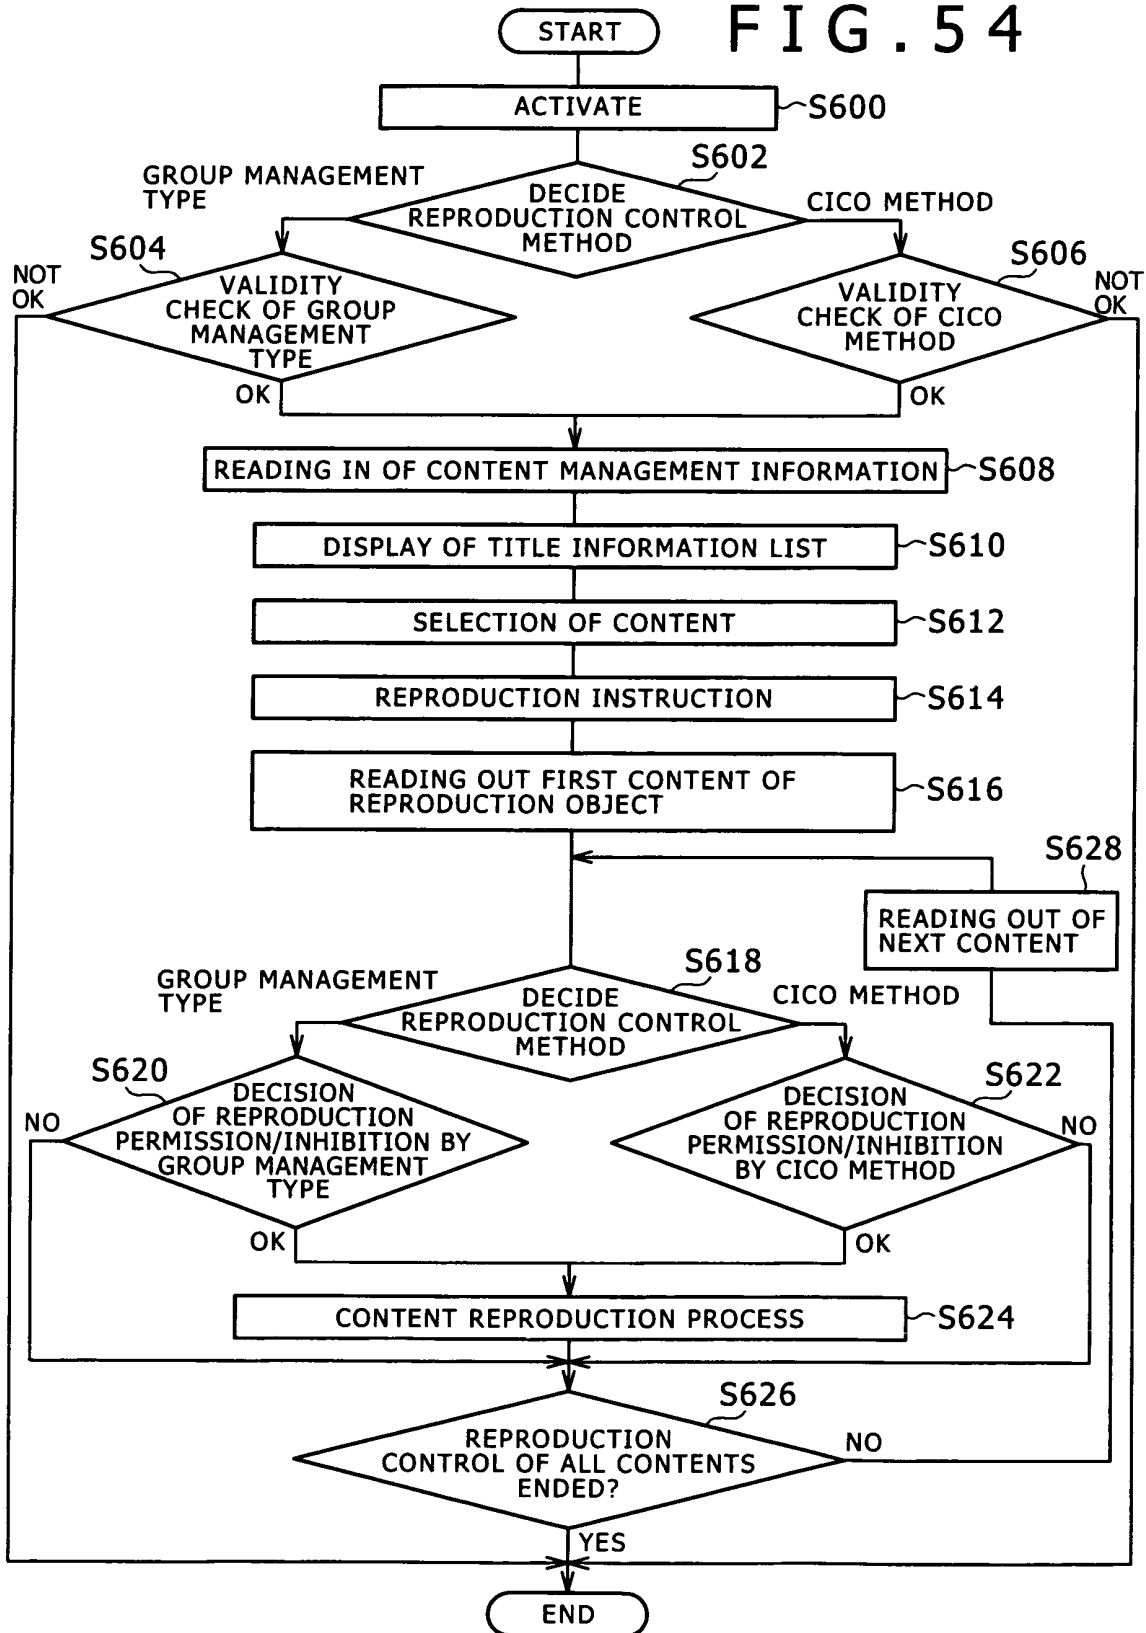 FIG.54
START
ACTIVATE
S600
S602
GROUP MANAGEMENT
TYPE
DECIDE
REPRODUCTION CONTROL
METHOD
CICO METHOD
S604
S606
NOT
OK
VALIDITY
CHECK OF GROUP
MANAGEMENT
TYPE
VALIDITY
CHECK OF CICO
METHOD
NOT
OK
OK
OK
READING IN OF CONTENT MANAGEMENT INFORMATION
S608
DISPLAY OF TITLE INFORMATION LIST
S610
SELECTION OF CONTENT
S612
REPRODUCTION INSTRUCTION
S614
READING OUT FIRST CONTENT OF
REPRODUCTION OBJECT
S616
S628
READING OUT OF
NEXT CONTENT
S618
GROUP MANAGEMENT
TYPE
DECIDE
REPRODUCTION CONTROL
METHOD
CICO METHOD
S620
S622
NO
DECISION
OF REPRODUCTION
PERMISSION/INHIBITION BY
GROUP MANAGEMENT
TYPE
DECISION
OF REPRODUCTION
PERMISSION/INHIBITION
BY CICO METHOD
NO
OK
OK
CONTENT REPRODUCTION PROCESS
S624
S626
REPRODUCTION
CONTROL OF ALL CONTENTS
ENDED?
NO
YES
END